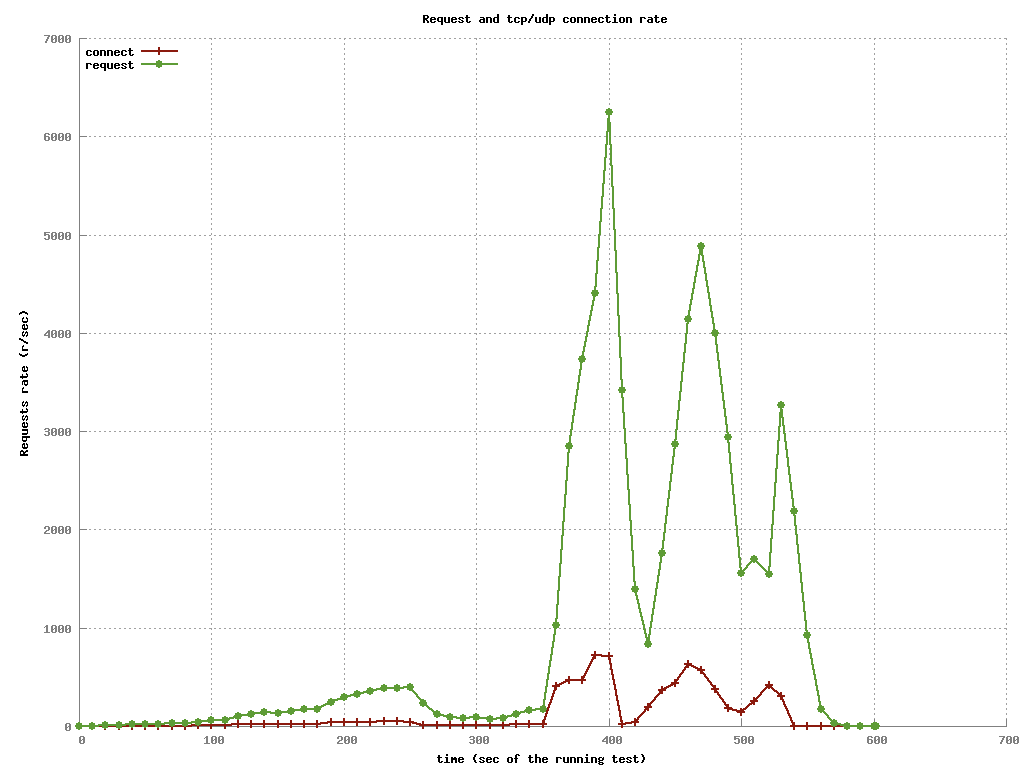 Request and tcp/udp connection rate
7000
connect
request
6000
5000
4000
3000
2000
1000
0
Requests rate (r/sec)
0 100 200 300 400 500 600 700
time (sec of the running test)